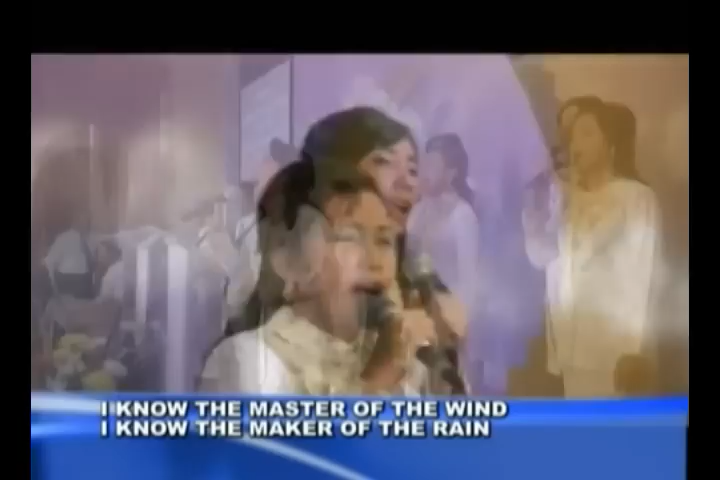 I KNOW THE MASTER OF THE WIND
I KNOW THE MAKER OF THE RAIN